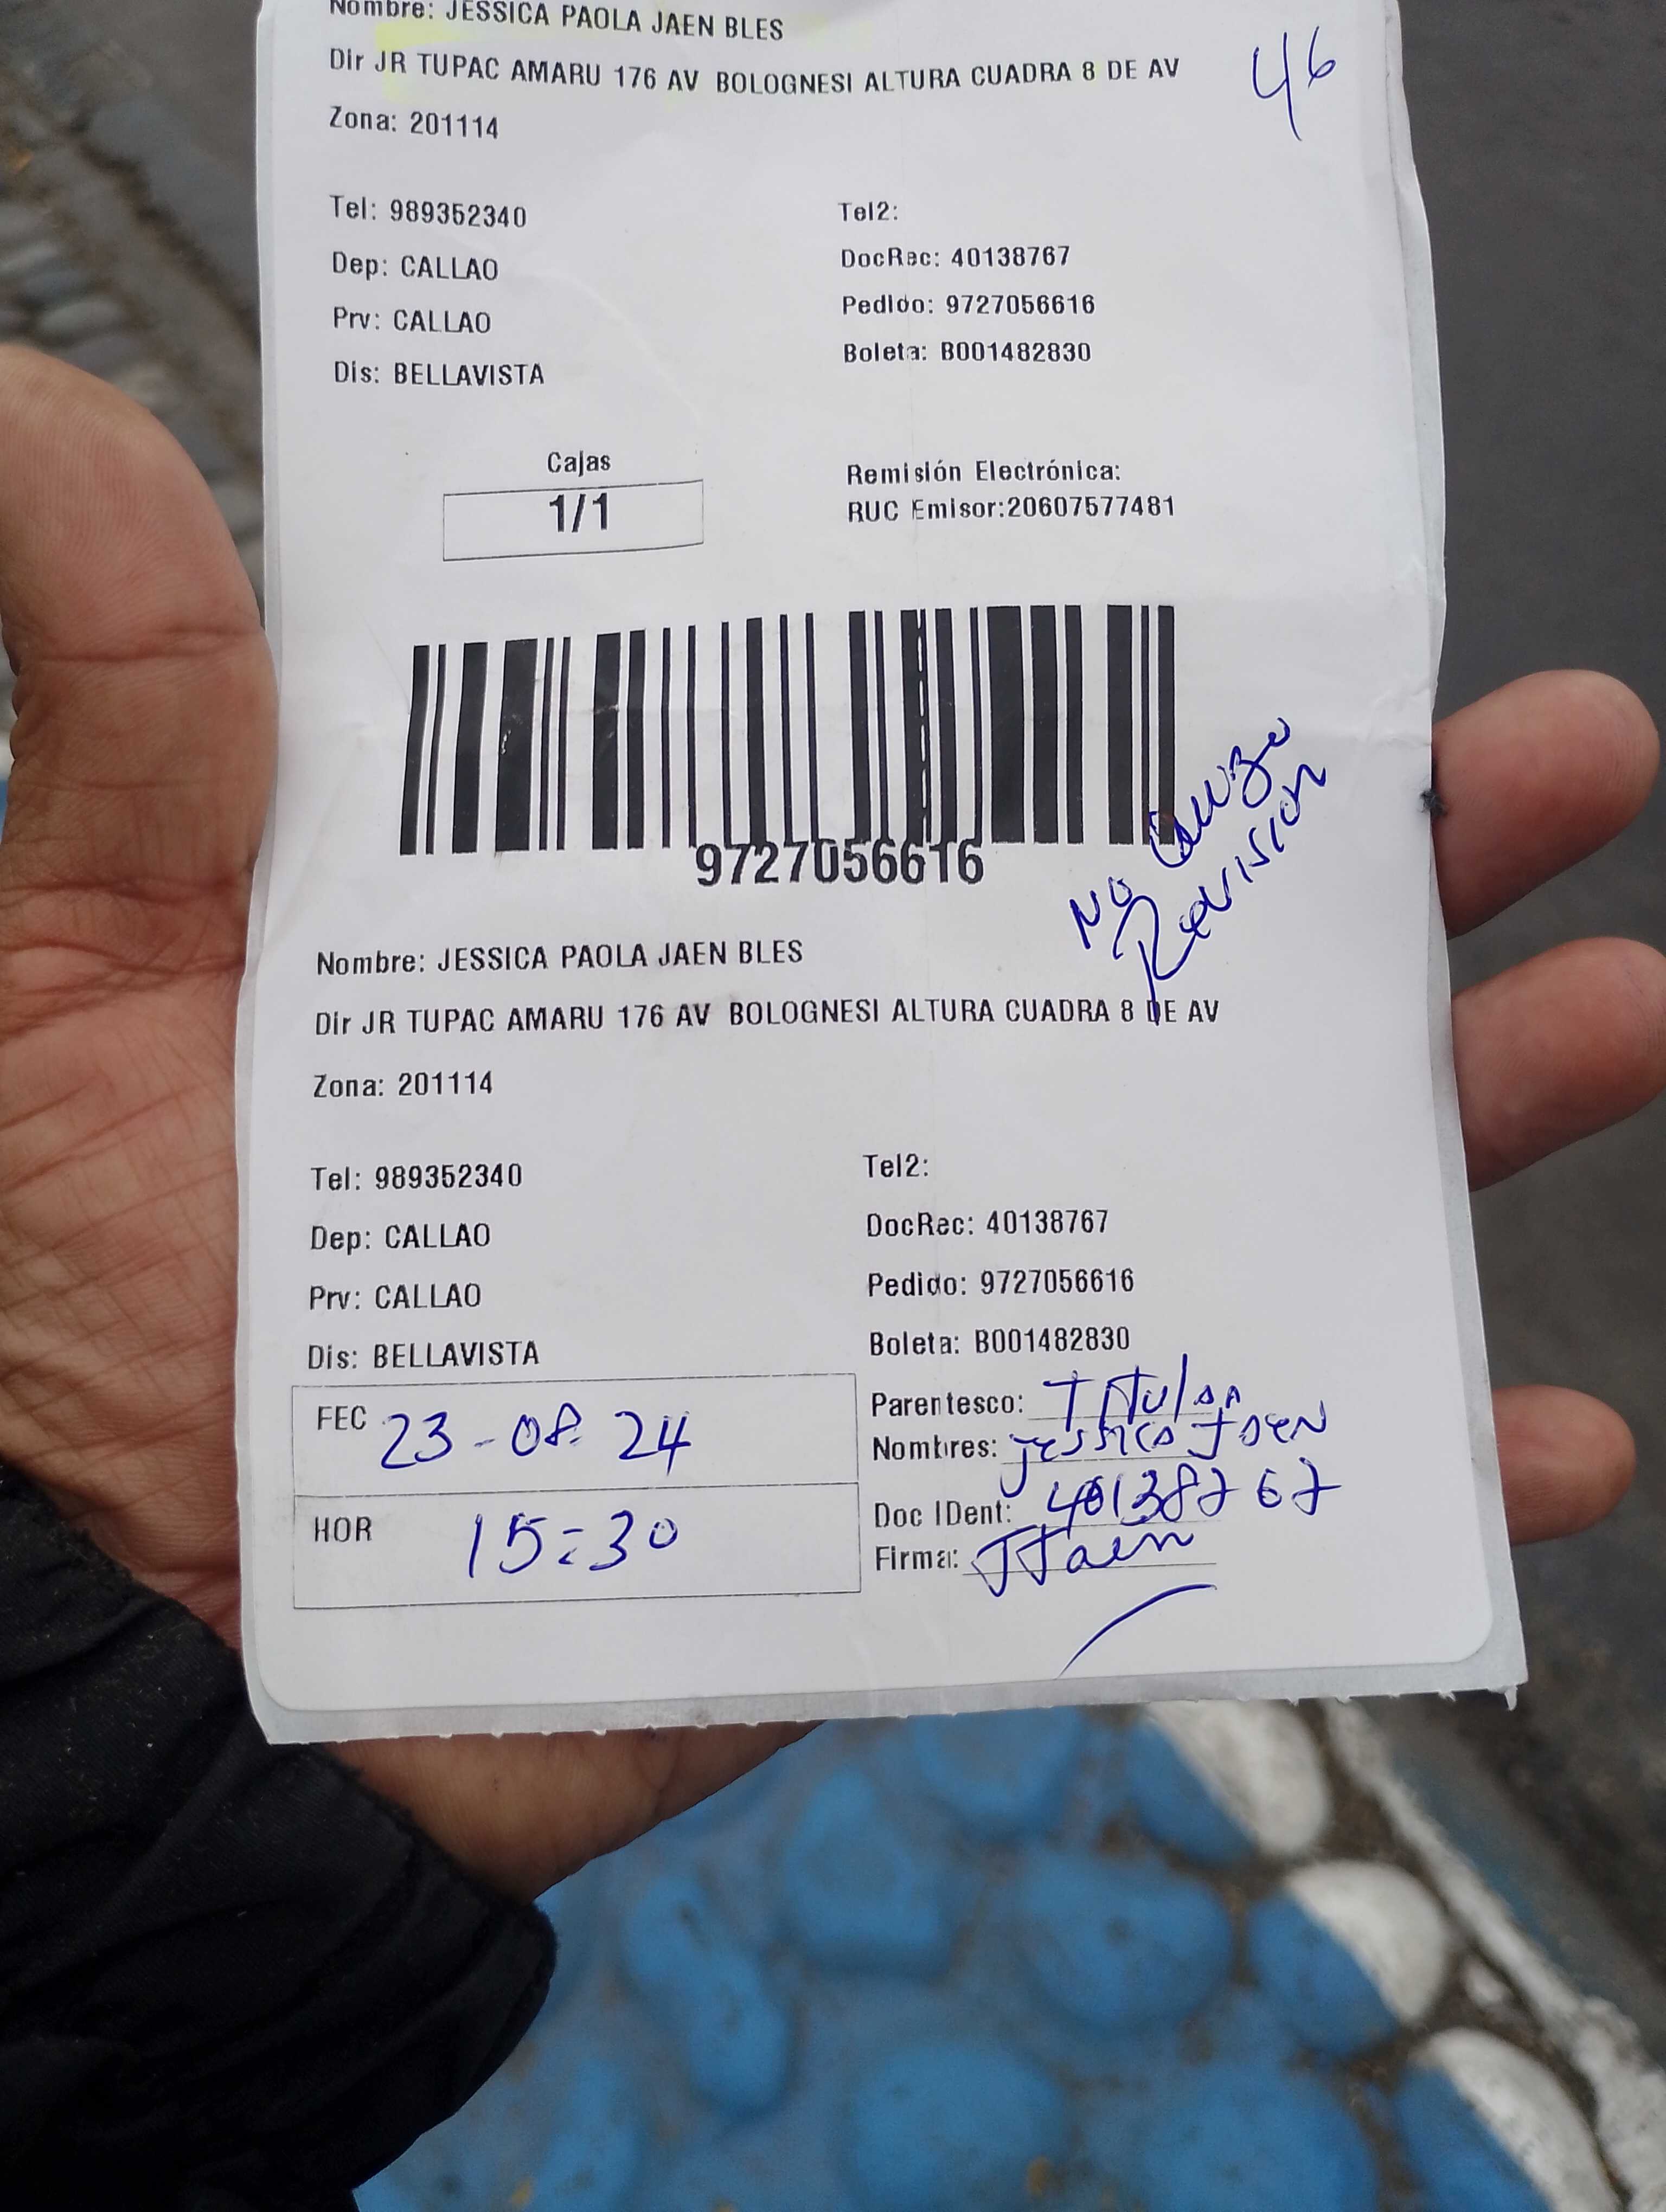 Nombre: JESSICA PAOLA JAEN BLES
Dir JR TUPAC AMARU 176 AV BOLOGNESI ALTURA CUADRA 8 DE AV
46
Zona: 201114
Tel: 989352340
Tel2:
Dep: CALLAO
DocRec: 40138767
Prv: CALLAO
Pedido: 9727056616
Dis: BELLAVISTA
Boleta: B001482830
Cajas
1/1
Remisión Electrónica:
RUC Emisor:20607577481
9727056616
NO
Revision
Nombre: JESSICA PAOLA JAEN BLES
Dir JR TUPAC AMARU 176 AV BOLOGNESI ALTURA CUADRA 8 DE AV
Zona: 201114
Tel: 989352340
Tel2:
Dep: CALLAO
DocRec: 40138767
Prv: CALLAO
Pedido: 9727056616
Dis: BELLAVISTA
Boleta: B001482830
FEC 23-08-24
HOR 15:30
Parentesco: Titular
Nombres: Jessica Jaen
Doc IDent: 40138767
Firma: JJaen